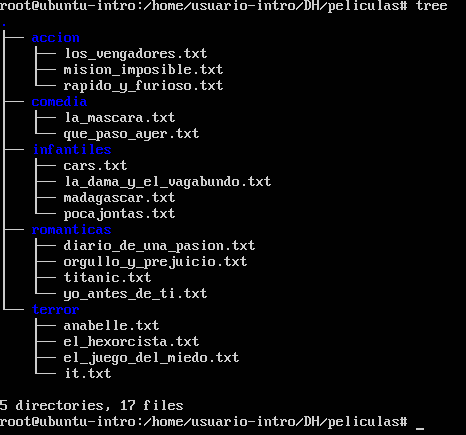 root@ubuntu-intro:/home/usuario-intro/DH/peliculas# tree
.
├── accion
│   ├── los_vengadores.txt
│   ├── mision_imposible.txt
│   └── rapido_y_furioso.txt
├── comedia
│   ├── la_mascara.txt
│   └── que_paso_ayer.txt
├── infantiles
│   ├── cars.txt
│   ├── la_dama_y_el_vagabundo.txt
│   ├── madagascar.txt
│   └── pocajontas.txt
├── romanticas
│   ├── diario_de_una_pasion.txt
│   ├── orgullo_y_prejuicio.txt
│   ├── titanic.txt
│   └── yo_antes_de_ti.txt
└── terror
    ├── anabelle.txt
    ├── el_hexorcista.txt
    ├── el_juego_del_miedo.txt
    └── it.txt

5 directories, 17 files
root@ubuntu-intro:/home/usuario-intro/DH/peliculas# _